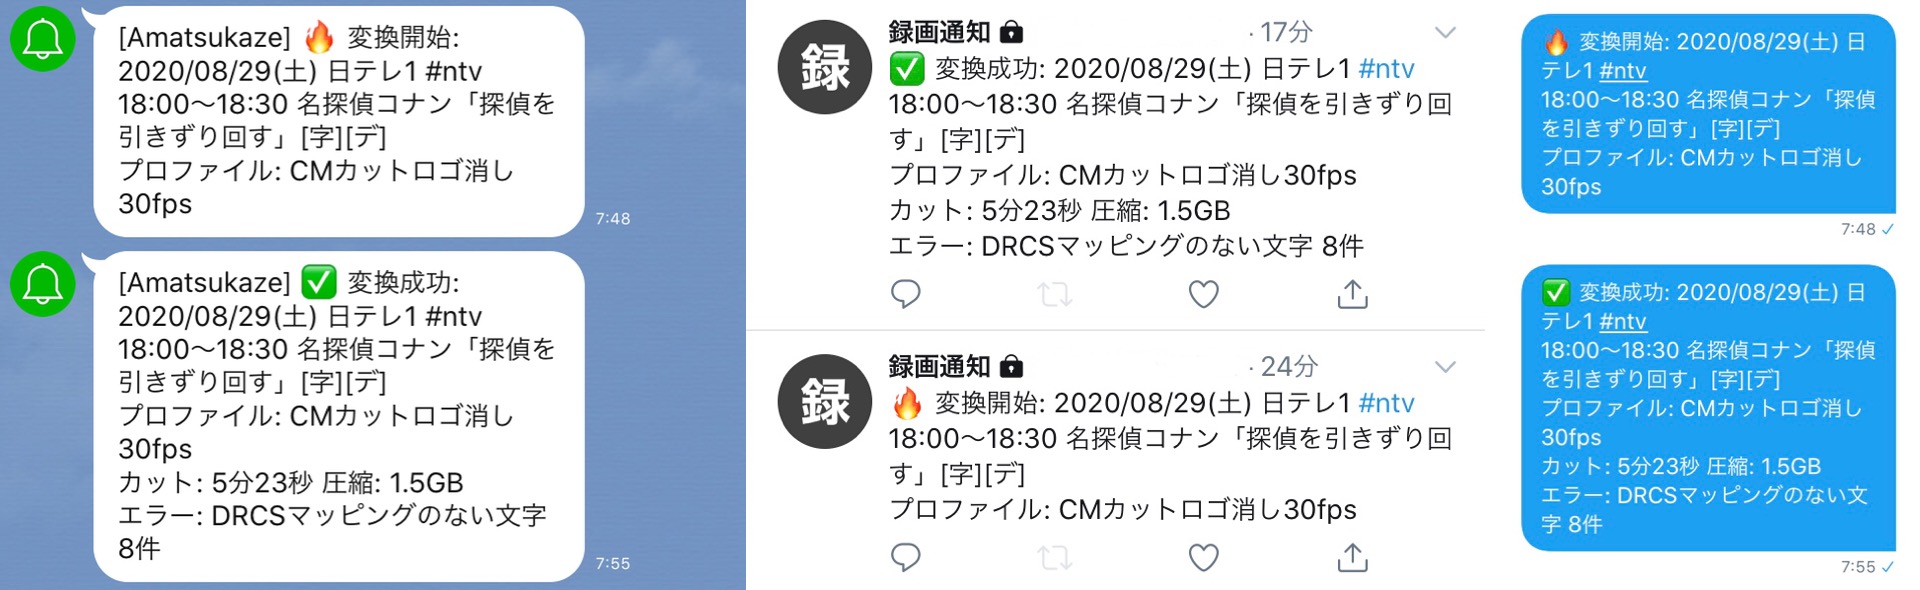 [Amatsukaze] 🔥 変換開始:
2020/08/29(土) 日テレ1 #ntv
18:00～18:30 名探偵コナン「探偵を
引きずり回す」[字][デ]
プロファイル: CMカットロゴ消し
30fps
7:48
[Amatsukaze] ✅ 変換成功:
2020/08/29(土) 日テレ1 #ntv
18:00～18:30 名探偵コナン「探偵を
引きずり回す」[字][デ]
プロファイル: CMカットロゴ消し
30fps
カット: 5分23秒 圧縮: 1.5GB
エラー: DRCSマッピングのない文字
8件
7:55
録
録画通知 🔒 · 17分
✅ 変換成功: 2020/08/29(土) 日テレ1 #ntv
18:00～18:30 名探偵コナン「探偵を引きずり回
す」[字][デ]
プロファイル: CMカットロゴ消し30fps
カット: 5分23秒 圧縮: 1.5GB
エラー: DRCSマッピングのない文字 8件
録
録画通知 🔒 · 24分
🔥 変換開始: 2020/08/29(土) 日テレ1 #ntv
18:00～18:30 名探偵コナン「探偵を引きずり回
す」[字][デ]
プロファイル: CMカットロゴ消し30fps
🔥 変換開始: 2020/08/29(土) 日
テレ1 #ntv
18:00～18:30 名探偵コナン「探偵
を引きずり回す」[字][デ]
プロファイル: CMカットロゴ消し
30fps
7:48 ✓
✅ 変換成功: 2020/08/29(土) 日
テレ1 #ntv
18:00～18:30 名探偵コナン「探偵
を引きずり回す」[字][デ]
プロファイル: CMカットロゴ消し
30fps
カット: 5分23秒 圧縮: 1.5GB
エラー: DRCSマッピングのない文
字 8件
7:55 ✓